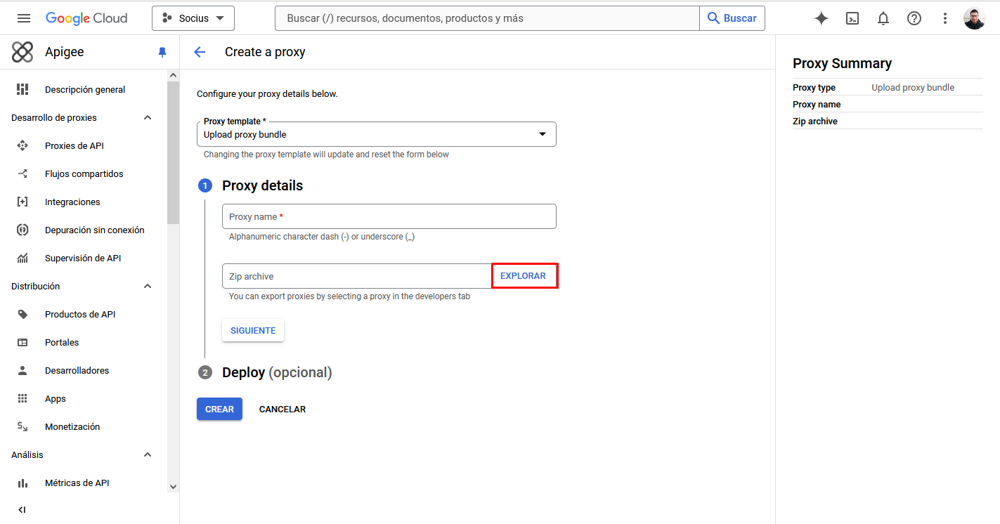 Google Cloud
Socius
Buscar (/) recursos, documentos, productos y más
Buscar
Apigee
Descripción general
Desarrollo de proxies
Proxies de API
Flujos compartidos
Integraciones
Depuración sin conexión
Supervisión de API
Distribución
Productos de API
Portales
Desarrolladores
Apps
Monetización
Análisis
Métricas de API
Create a proxy
Configure your proxy details below.
Proxy template *
Upload proxy bundle
Changing the proxy template will update and reset the form below
1 Proxy details
Proxy name *
Alphanumeric character dash (-) or underscore (_)
Zip archive
EXPLORAR
You can export proxies by selecting a proxy in the developers tab
SIGUIENTE
2 Deploy (opcional)
CREAR
CANCELAR
Proxy Summary
Proxy type Upload proxy bundle
Proxy name
Zip archive